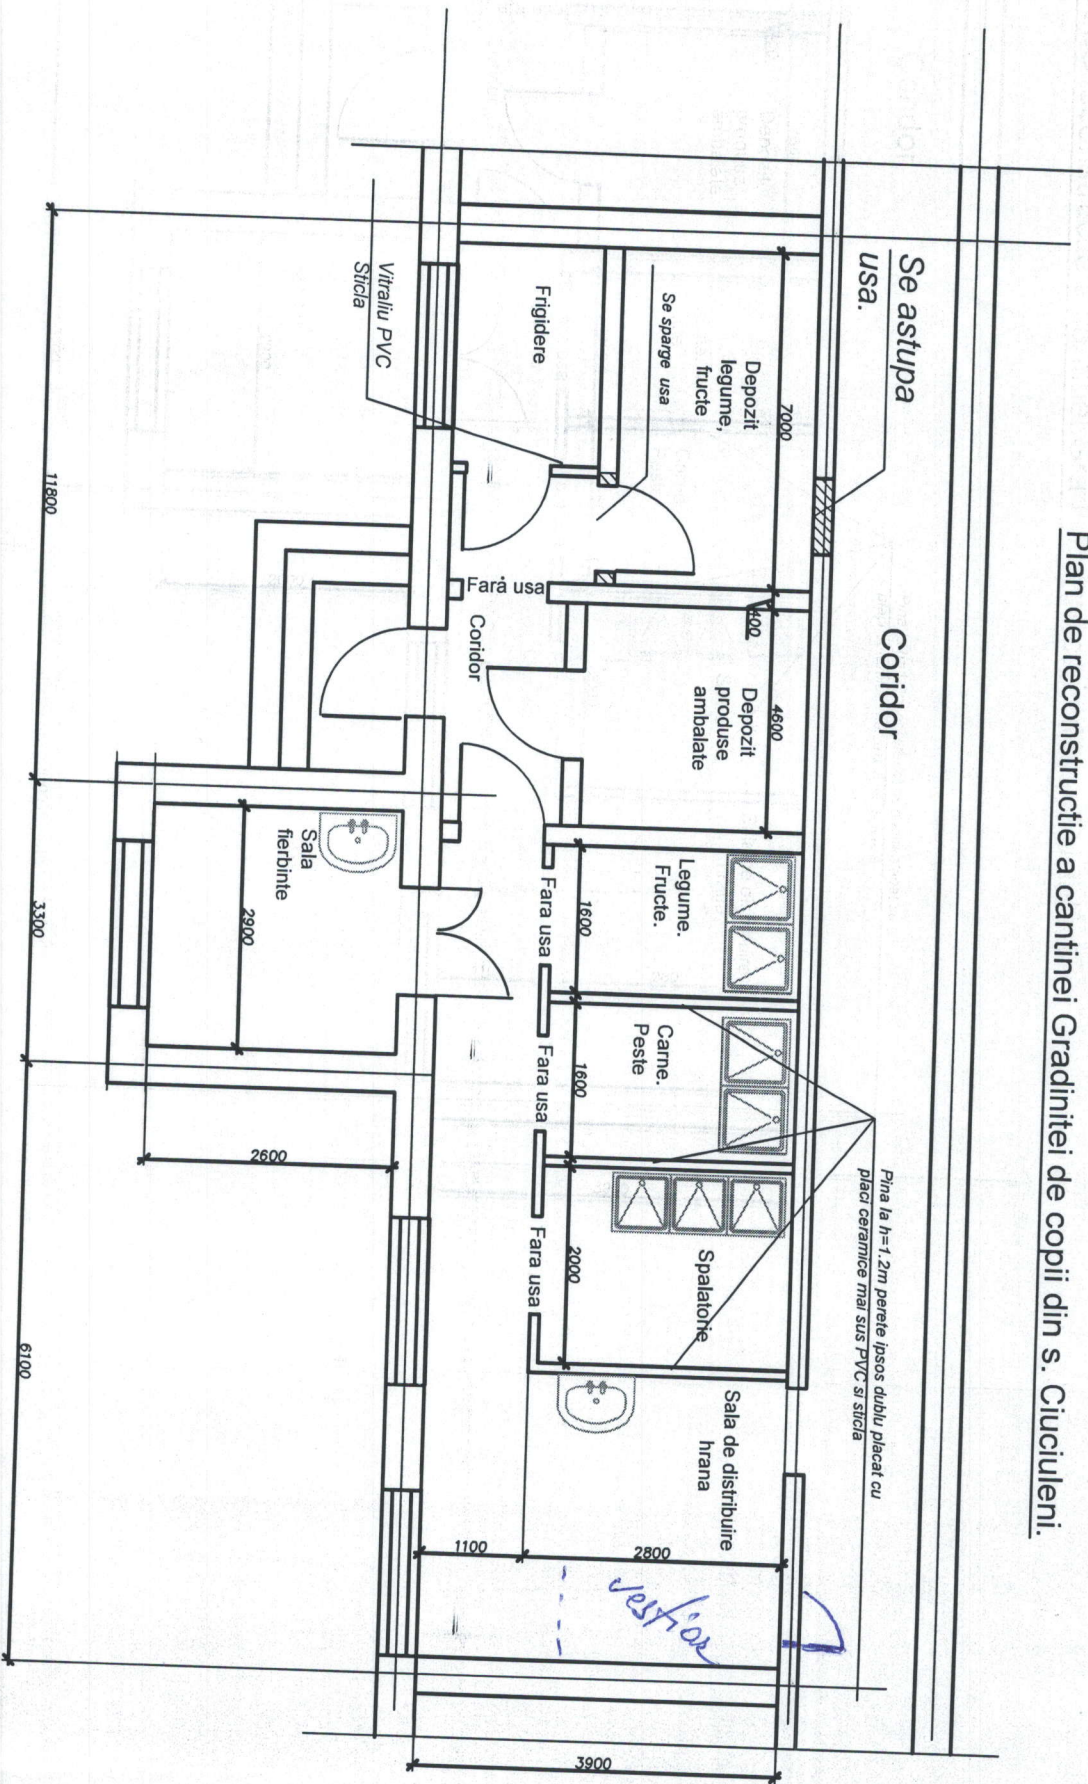 Plan de reconstructie a cantinei Gradinitei de copii din s. Ciuciuleni.
Se astupa
usa.
Coridor
Pina la h=1.2m perete ipsos dublu placat cu
placi ceramice mai sus PVC si sticla
7000
400
4600
Depozit
legume,
fructe
Depozit
produse
ambalate
Legume.
Fructe.
Carne.
Peste
Spalatorie
Sala de distribuire
hrana
Se sparge usa
1600
1600
2000
Frigidere
Fara usa
Fara usa
Fara usa
Fara usa
Coridor
1100
2800
vestiar
3900
Vitraliu PVC
Sticla
Sala
fierbinte
2900
2600
11800
3300
6100